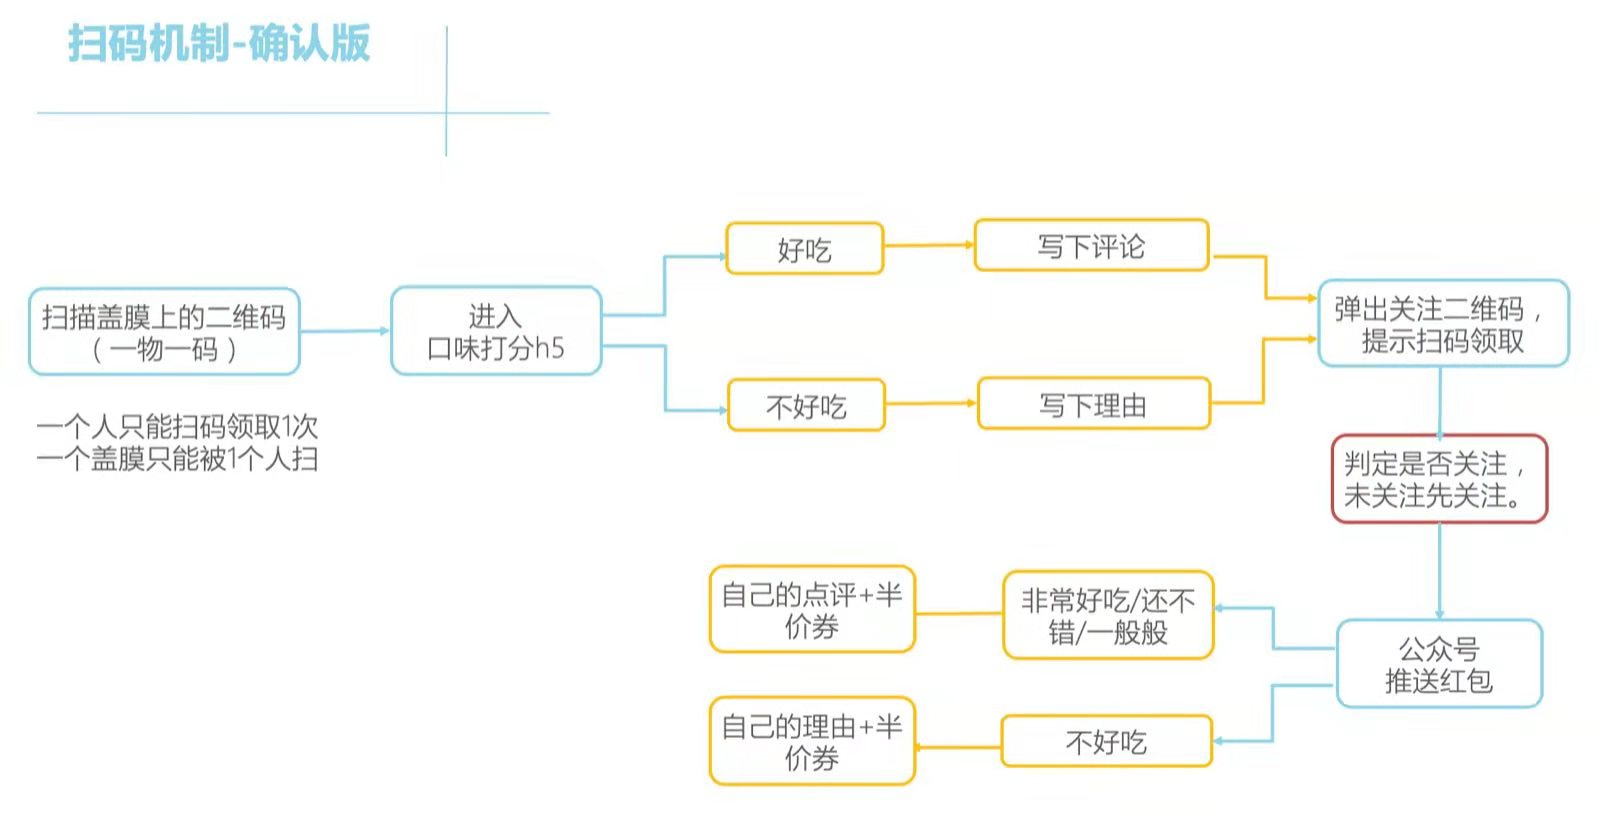 扫码机制-确认版
扫描盖膜上的二维码
（一物一码）
一个人只能扫码领取1次
一个盖膜只能被1个人扫
进入
口味打分h5
好吃
写下评论
不好吃
写下理由
弹出关注二维码，
提示扫码领取
判定是否关注，
未关注先关注。
公众号
推送红包
非常好吃/还不
错/一般般
自己的点评+半
价券
不好吃
自己的理由+半
价券